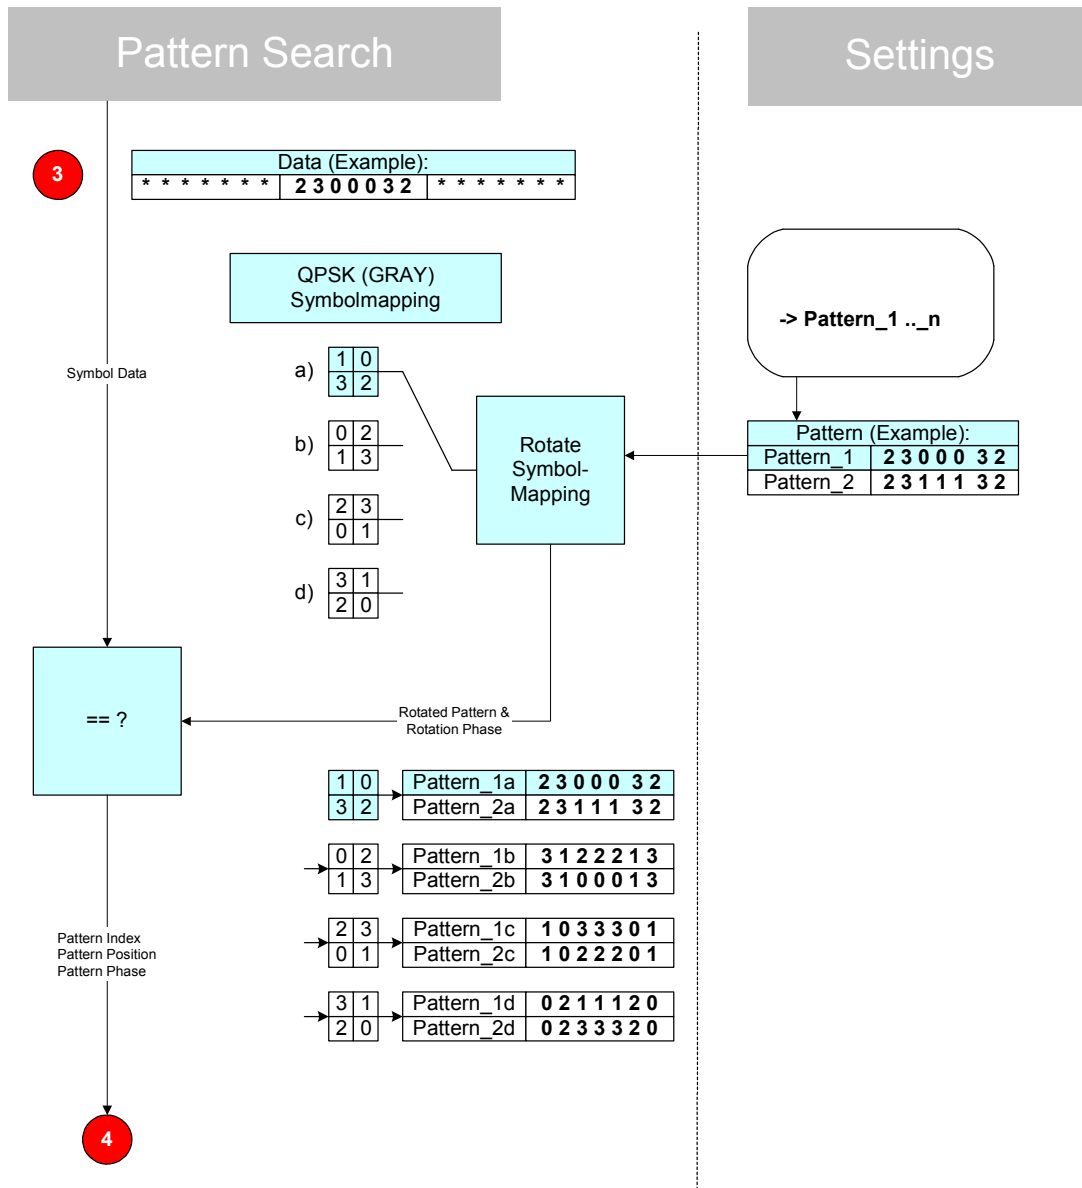 Pattern Search
Settings
3
Data (Example):
* * * * * * * 2 3 0 0 0 3 2 * * * * * * *
QPSK (GRAY)
Symbolmapping
-> Pattern_1 .._n
Symbol Data
a) 1 0
3 2
b) 0 2
1 3
c) 2 3
0 1
d) 3 1
2 0
Rotate
Symbol-
Mapping
Pattern (Example):
Pattern_1 2 3 0 0 0 3 2
Pattern_2 2 3 1 1 1 3 2
== ?
Rotated Pattern &
Rotation Phase
1 0 Pattern_1a 2 3 0 0 0 3 2
3 2 Pattern_2a 2 3 1 1 1 3 2
0 2 Pattern_1b 3 1 2 2 2 1 3
1 3 Pattern_2b 3 1 0 0 0 1 3
2 3 Pattern_1c 1 0 3 3 3 0 1
0 1 Pattern_2c 1 0 2 2 2 0 1
3 1 Pattern_1d 0 2 1 1 1 2 0
2 0 Pattern_2d 0 2 3 3 3 2 0
Pattern Index
Pattern Position
Pattern Phase
4